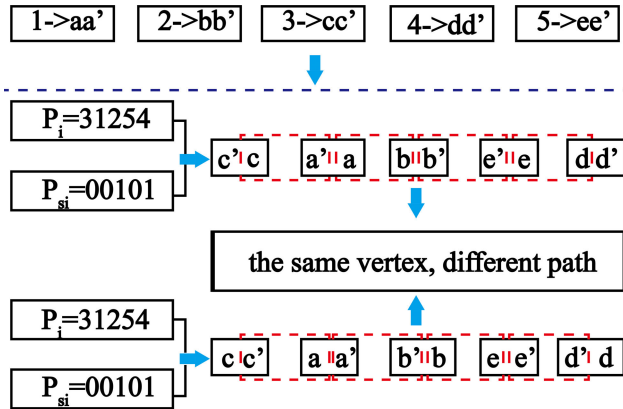 1->aa’ 2->bb’ 3->cc’ 4->dd’ 5->ee’
Pi=31254
c’ c a’ a b b’ e’ e d d’
Psi=00101
the same vertex, different path
Pi=31254
c c’ a a’ b’ b e e’ d’ d
Psi=00101